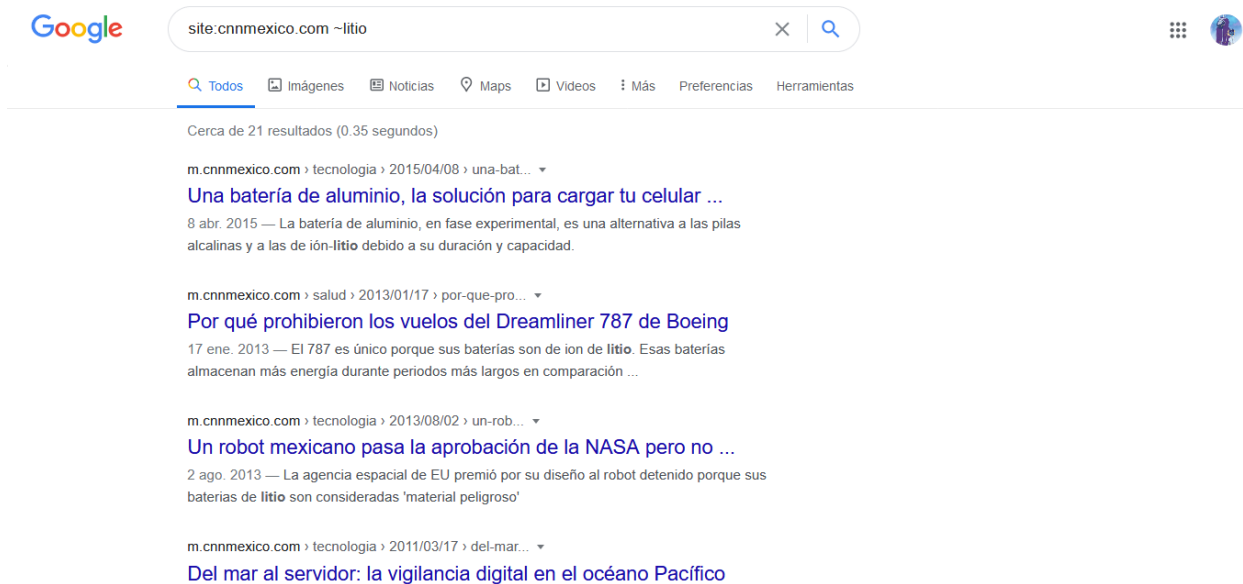 Google
site:cnnmexico.com ~litio
Todos Imágenes Noticias Maps Videos Más Preferencias Herramientas
Cerca de 21 resultados (0.35 segundos)
m.cnnmexico.com › tecnologia › 2015/04/08 › una-bat...
Una batería de aluminio, la solución para cargar tu celular ...
8 abr. 2015 — La batería de aluminio, en fase experimental, es una alternativa a las pilas
alcalinas y a las de ión-litio debido a su duración y capacidad.
m.cnnmexico.com › salud › 2013/01/17 › por-que-pro...
Por qué prohibieron los vuelos del Dreamliner 787 de Boeing
17 ene. 2013 — El 787 es único porque sus baterías son de ion de litio. Esas baterías
almacenan más energía durante periodos más largos en comparación ...
m.cnnmexico.com › tecnologia › 2013/08/02 › un-rob...
Un robot mexicano pasa la aprobación de la NASA pero no ...
2 ago. 2013 — La agencia espacial de EU premió por su diseño al robot detenido porque sus
baterias de litio son consideradas 'material peligroso'
m.cnnmexico.com › tecnologia › 2011/03/17 › del-mar...
Del mar al servidor: la vigilancia digital en el océano Pacífico